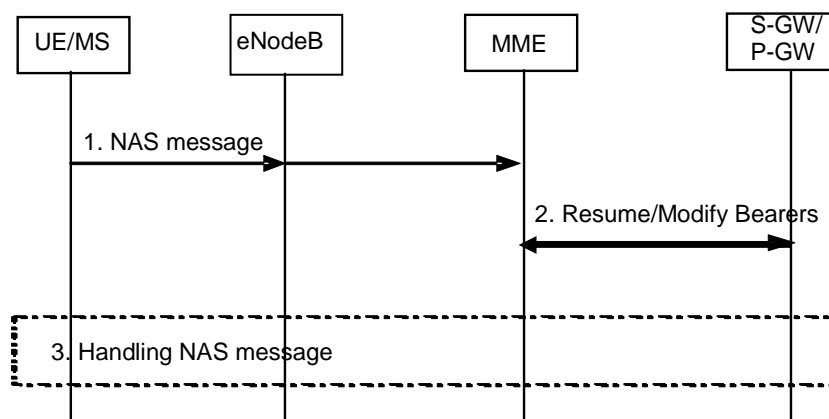 UE/MS
eNodeB
MME
S-GW/
P-GW
1. NAS message
2. Resume/Modify Bearers
3. Handling NAS message